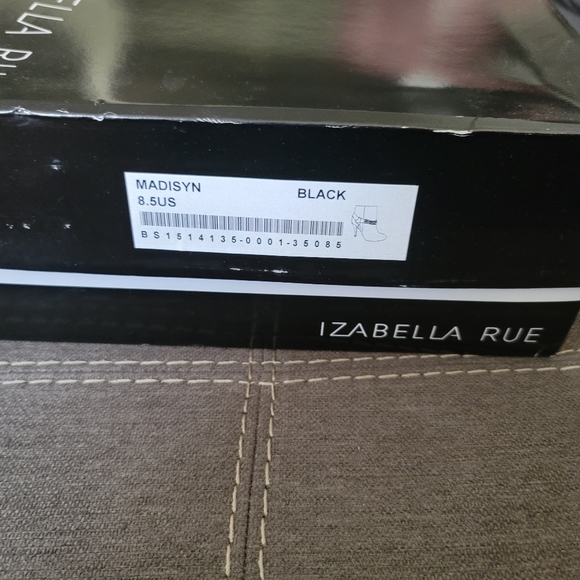 MADISYN BLACK
8.5US
BS1514135-0001-35085
IZABELLA RUE